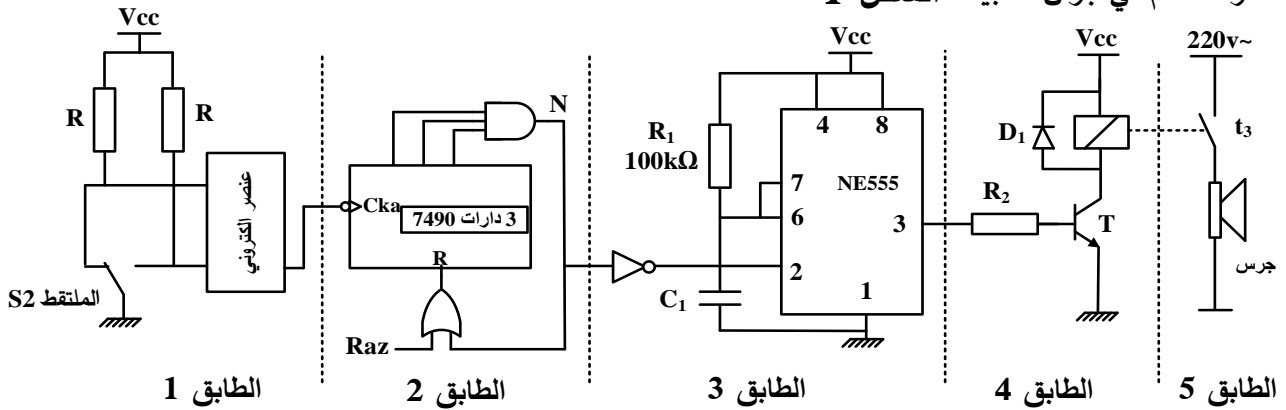 في جرس
Vcc
Vcc
Vcc
220v~
R
R
عنصر الكتروني
الملتقط S2
N
Cka
3 دارات 7490
R
Raz
R1
100kΩ
C1
4
8
7
6
2
3
1
NE555
D1
R2
T
t3
جرس
الطابق 1
الطابق 2
الطابق 3
الطابق 4
الطابق 5